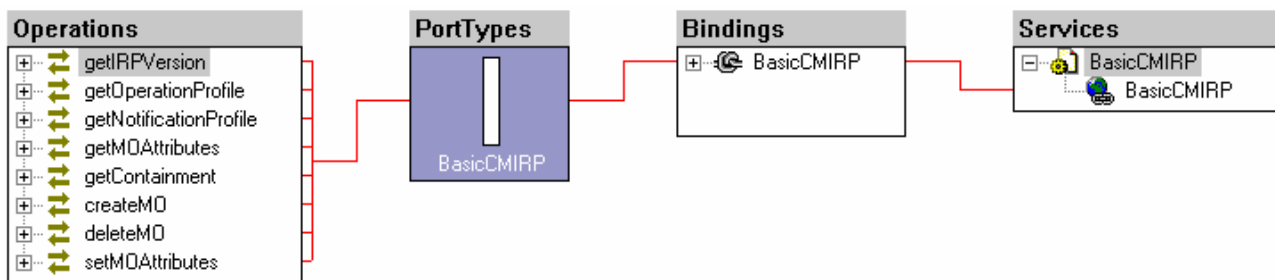 Operations
getIRPVersion
getOperationProfile
getNotificationProfile
getMOAttributes
getContainment
createMO
deleteMO
setMOAttributes
PortTypes
BasicCMIRP
Bindings
BasicCMIRP
Services
BasicCMIRP
BasicCMIRP